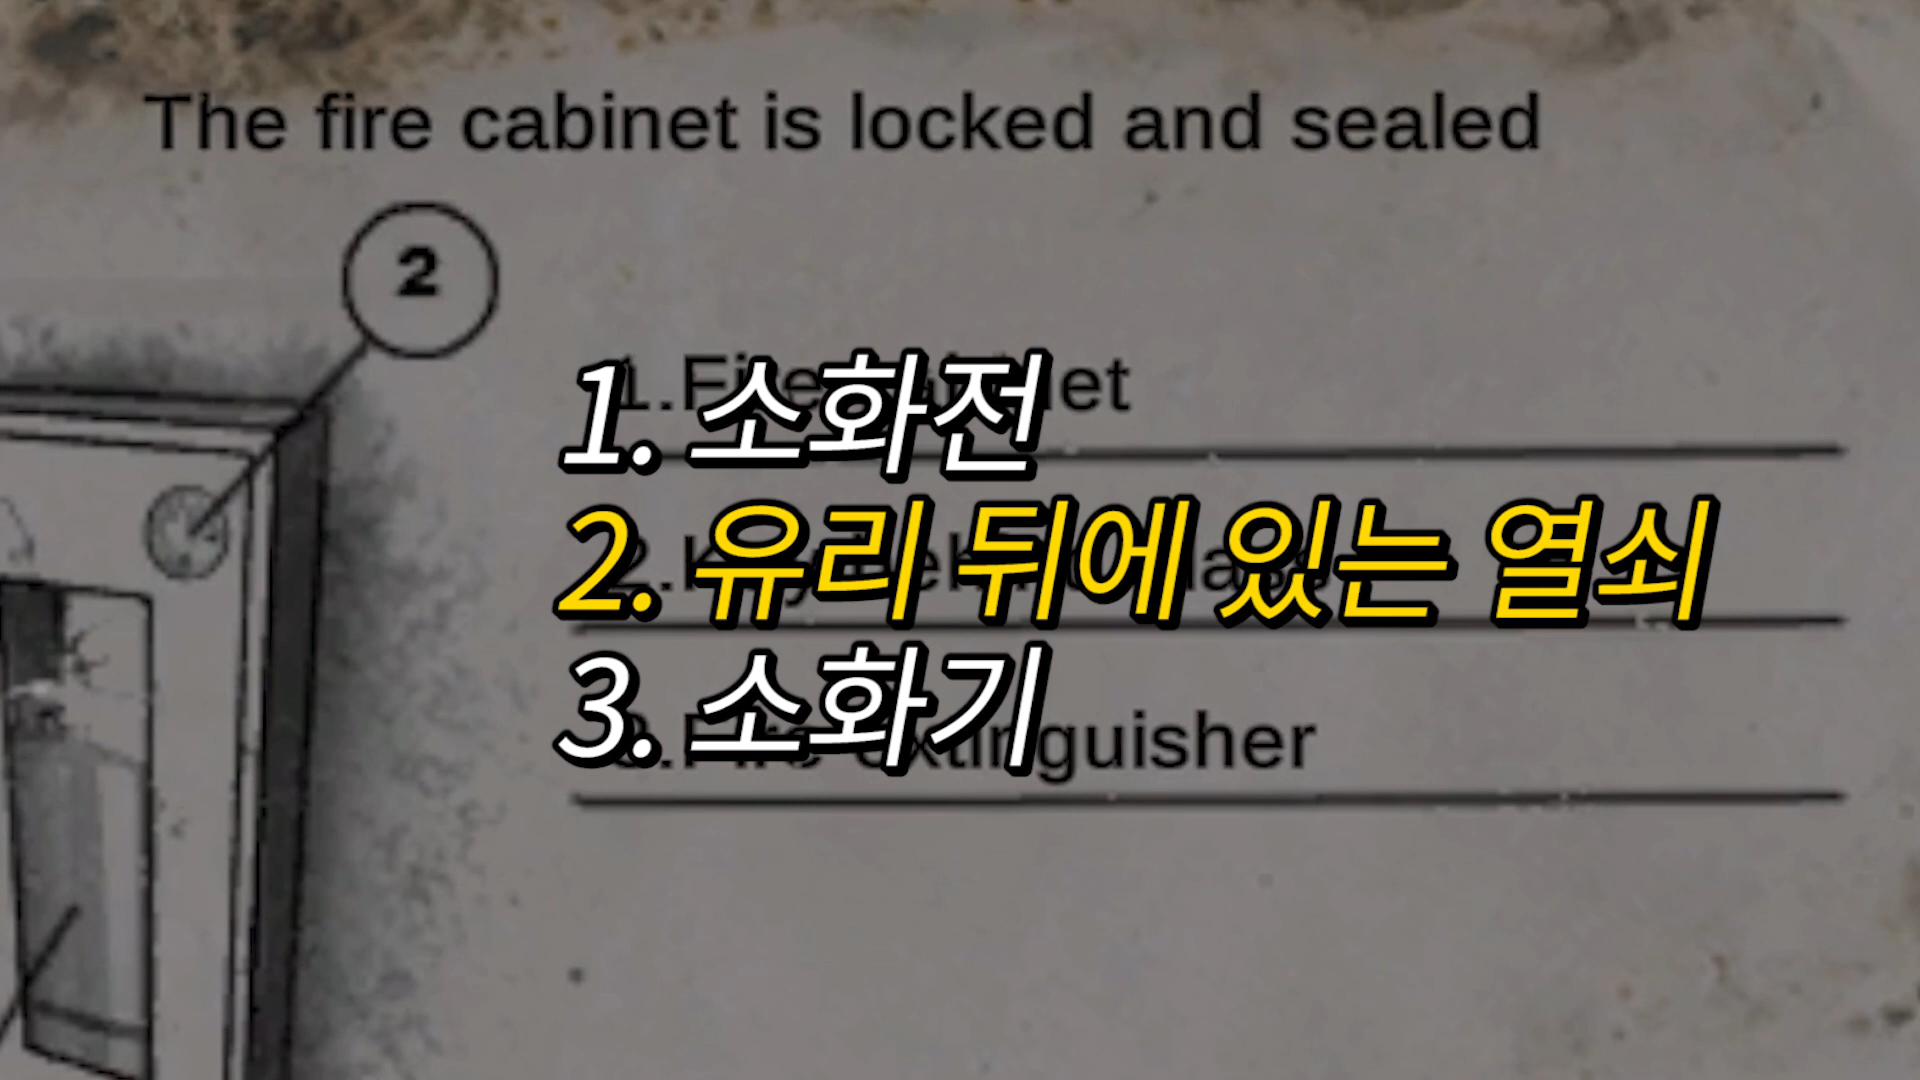 The fire cabinet is locked and sealed
2
1. 소화전
2. 유리 뒤에 있는 열쇠
3. 소화기